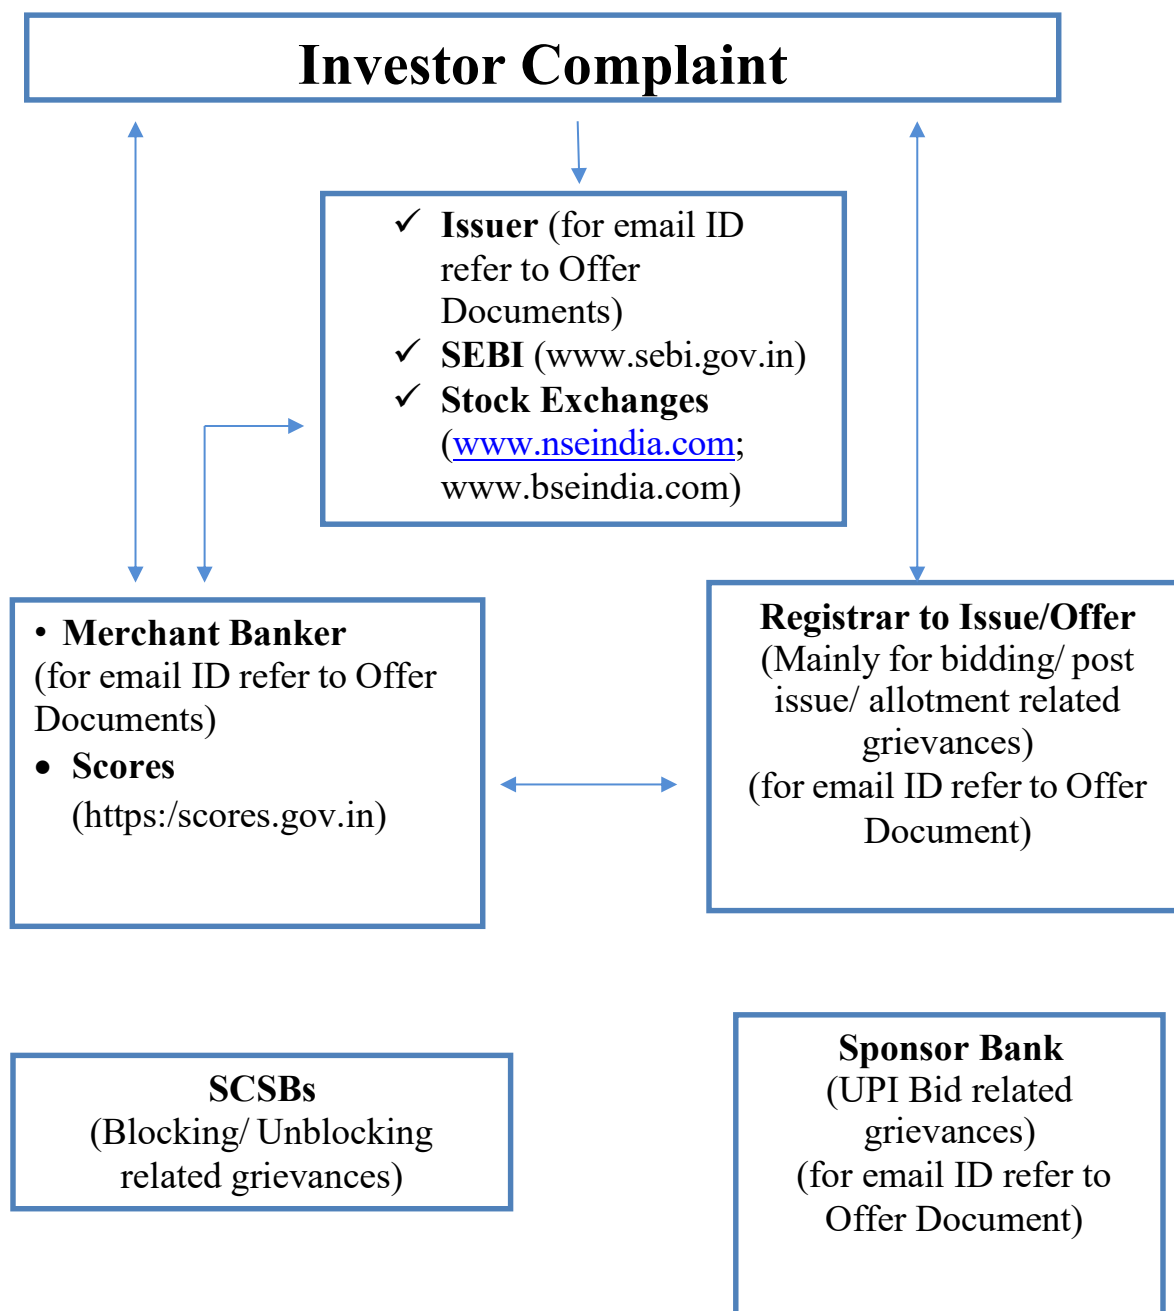 Investor Complaint
✓ Issuer (for email ID
refer to Offer
Documents)
✓ SEBI (www.sebi.gov.in)
✓ Stock Exchanges
(www.nseindia.com;
www.bseindia.com)
• Merchant Banker
(for email ID refer to Offer
Documents)
• Scores
(https:/scores.gov.in)
Registrar to Issue/Offer
(Mainly for bidding/ post
issue/ allotment related
grievances)
(for email ID refer to Offer
Document)
SCSBs
(Blocking/ Unblocking
related grievances)
Sponsor Bank
(UPI Bid related
grievances)
(for email ID refer to
Offer Document)